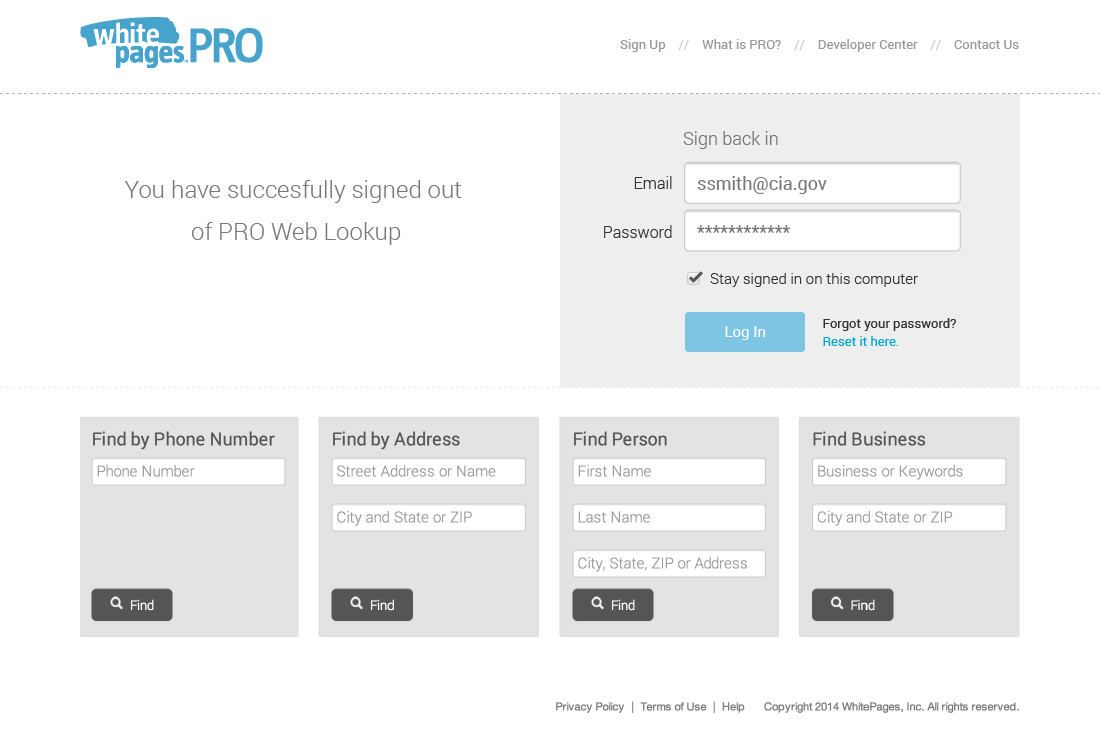 white pages.PRO
Sign Up // What is PRO? // Developer Center // Contact Us
You have succesfully signed out
of PRO Web Lookup
Sign back in
Email ssmith@cia.gov
Password ************
Stay signed in on this computer
Log In
Forgot your password?
Reset it here.
Find by Phone Number
Phone Number
Find
Find by Address
Street Address or Name
City and State or ZIP
Find
Find Person
First Name
Last Name
City, State, ZIP or Address
Find
Find Business
Business or Keywords
City and State or ZIP
Find
Privacy Policy | Terms of Use | Help Copyright 2014 WhitePages, Inc. All rights reserved.